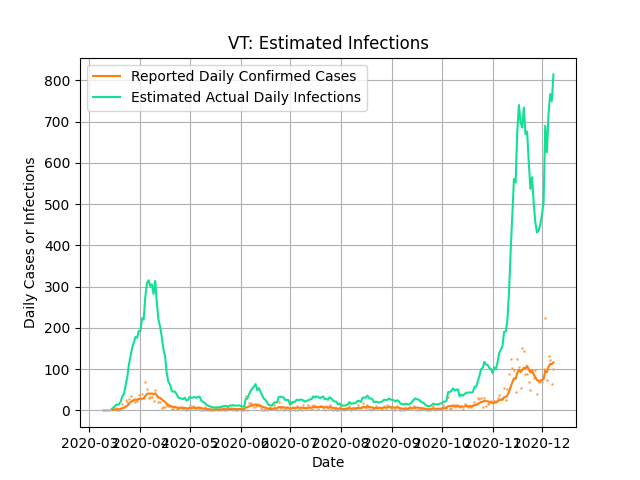 VT: Estimated Infections
Reported Daily Confirmed Cases
Estimated Actual Daily Infections
800
700
600
500
400
300
200
100
0
Daily Cases or Infections
2020-03 2020-04 2020-05 2020-06 2020-07 2020-08 2020-09 2020-10 2020-11 2020-12
Date